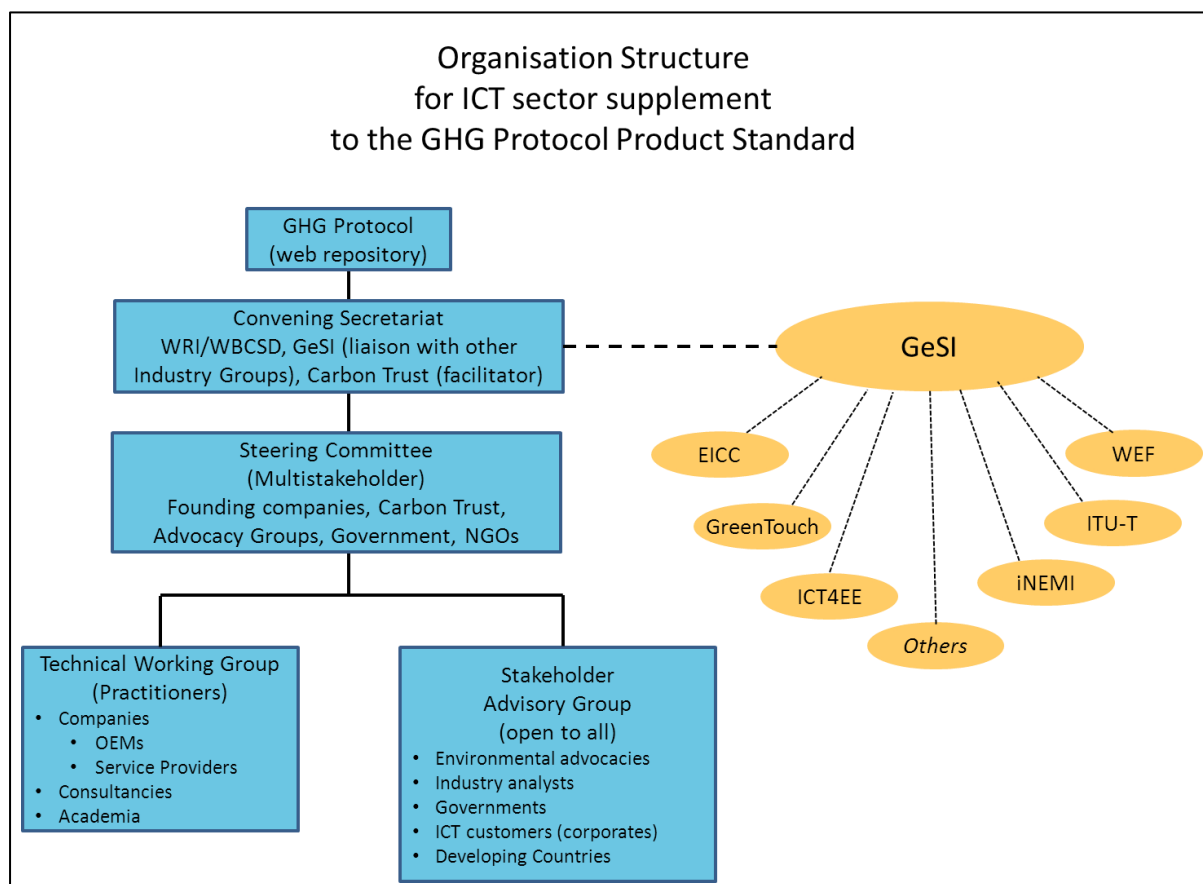 Organisation Structure
for ICT sector supplement
to the GHG Protocol Product Standard
GHG Protocol
(web repository)
Convening Secretariat
WRI/WBCSD, GeSI (liaison with other
Industry Groups), Carbon Trust (facilitator)
Steering Committee
(Multistakeholder)
Founding companies, Carbon Trust,
Advocacy Groups, Government, NGOs
Technical Working Group
(Practitioners)
• Companies
• OEMs
• Service Providers
• Consultancies
• Academia
Stakeholder
Advisory Group
(open to all)
• Environmental advocacies
• Industry analysts
• Governments
• ICT customers (corporates)
• Developing Countries
GeSI
EICC
GreenTouch
ICT4EE
Others
iNEMI
ITU-T
WEF